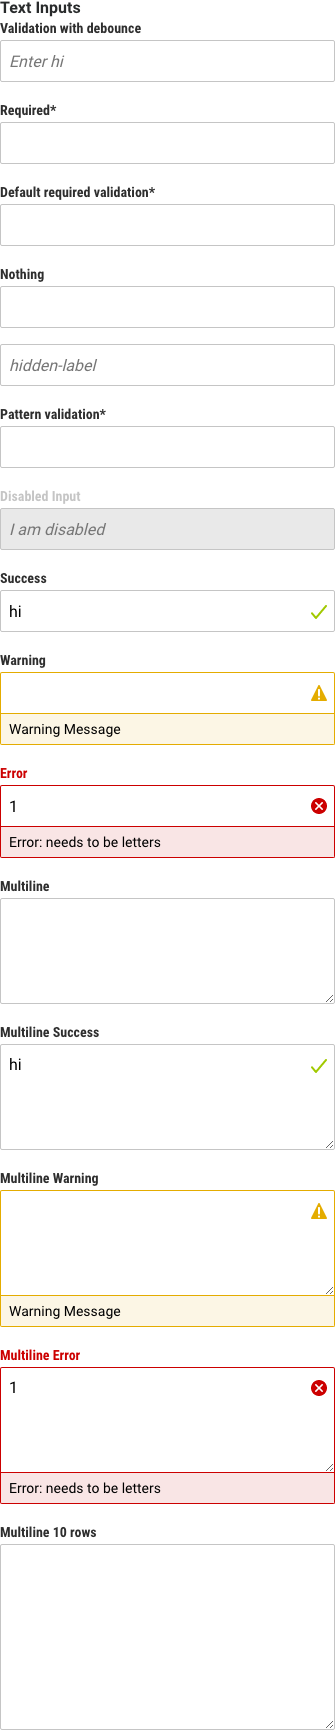 Text Inputs
Validation with debounce
Enter hi
Required*
Default required validation*
Nothing
hidden-label
Pattern validation*
Disabled Input
I am disabled
Success
hi
Warning
Warning Message
Error
1
Error: needs to be letters
Multiline
Multiline Success
hi
Multiline Warning
Warning Message
Multiline Error
1
Error: needs to be letters
Multiline 10 rows